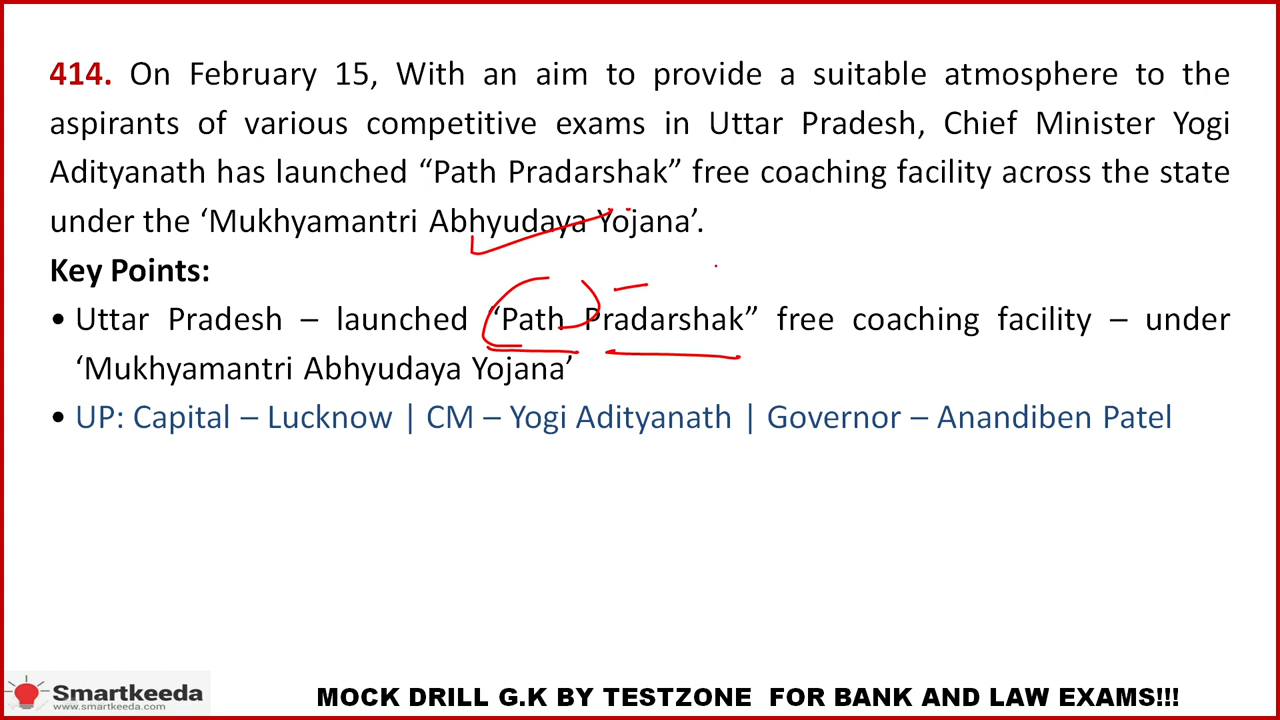 414. On February 15, With an aim to provide a suitable atmosphere to the
aspirants of various competitive exams in Uttar Pradesh, Chief Minister Yogi
Adityanath has launched “Path Pradarshak” free coaching facility across the state
under the ‘Mukhyamantri Abhyudaya Yojana’.
Key Points:
• Uttar Pradesh – launched “Path Pradarshak” free coaching facility – under
‘Mukhyamantri Abhyudaya Yojana’
• UP: Capital – Lucknow | CM – Yogi Adityanath | Governor – Anandiben Patel
Smartkeeda
www.smartkeeda.com
MOCK DRILL G.K BY TESTZONE FOR BANK AND LAW EXAMS!!!